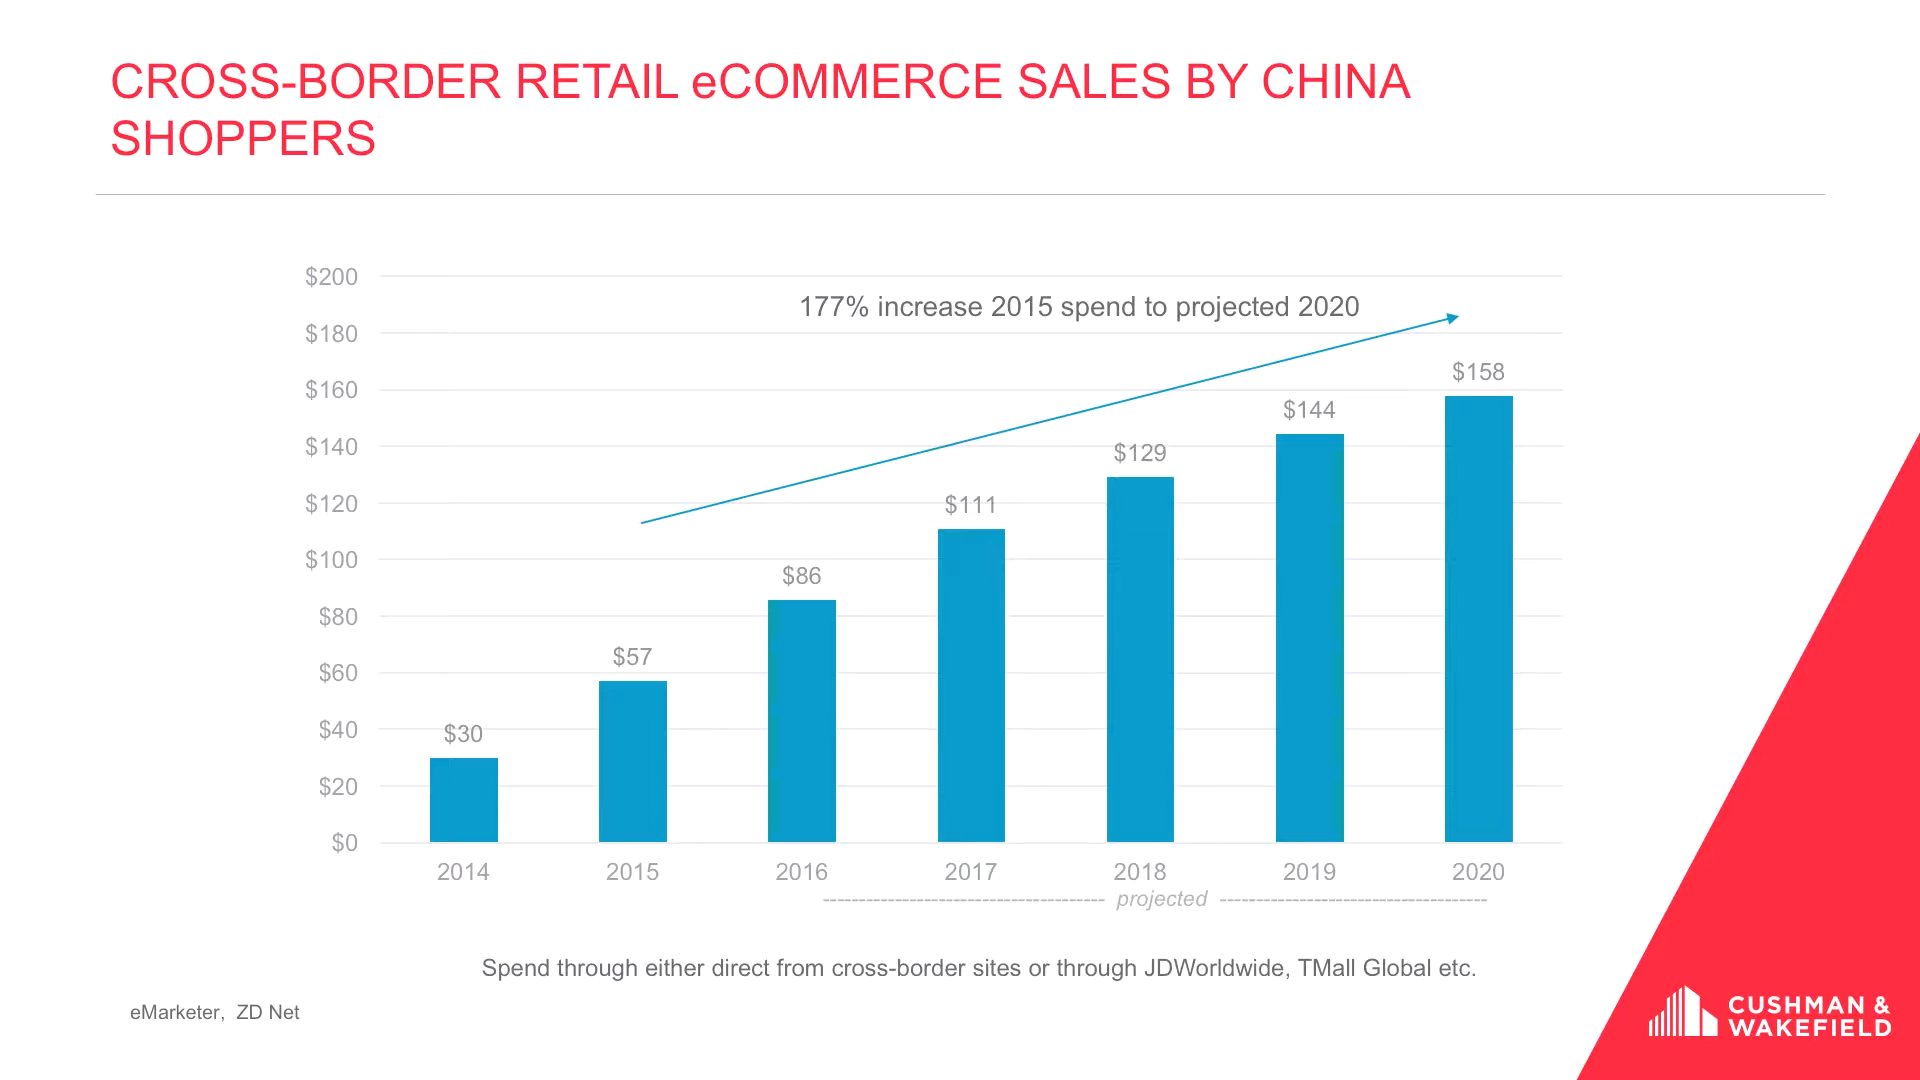 CROSS-BORDER RETAIL eCOMMERCE SALES BY CHINA
SHOPPERS
$200
177% increase 2015 spend to projected 2020
$180
$160
$158
$144
$140
$129
$120
$111
$100
$86
$80
$60
$57
$40
$30
$20
$0
2014 2015 2016 2017 2018 2019 2020
------------------------------------- projected -----------------------------------
Spend through either direct from cross-border sites or through JDWorldwide, TMall Global etc.
eMarketer, ZD Net
CUSHMAN &
WAKEFIELD